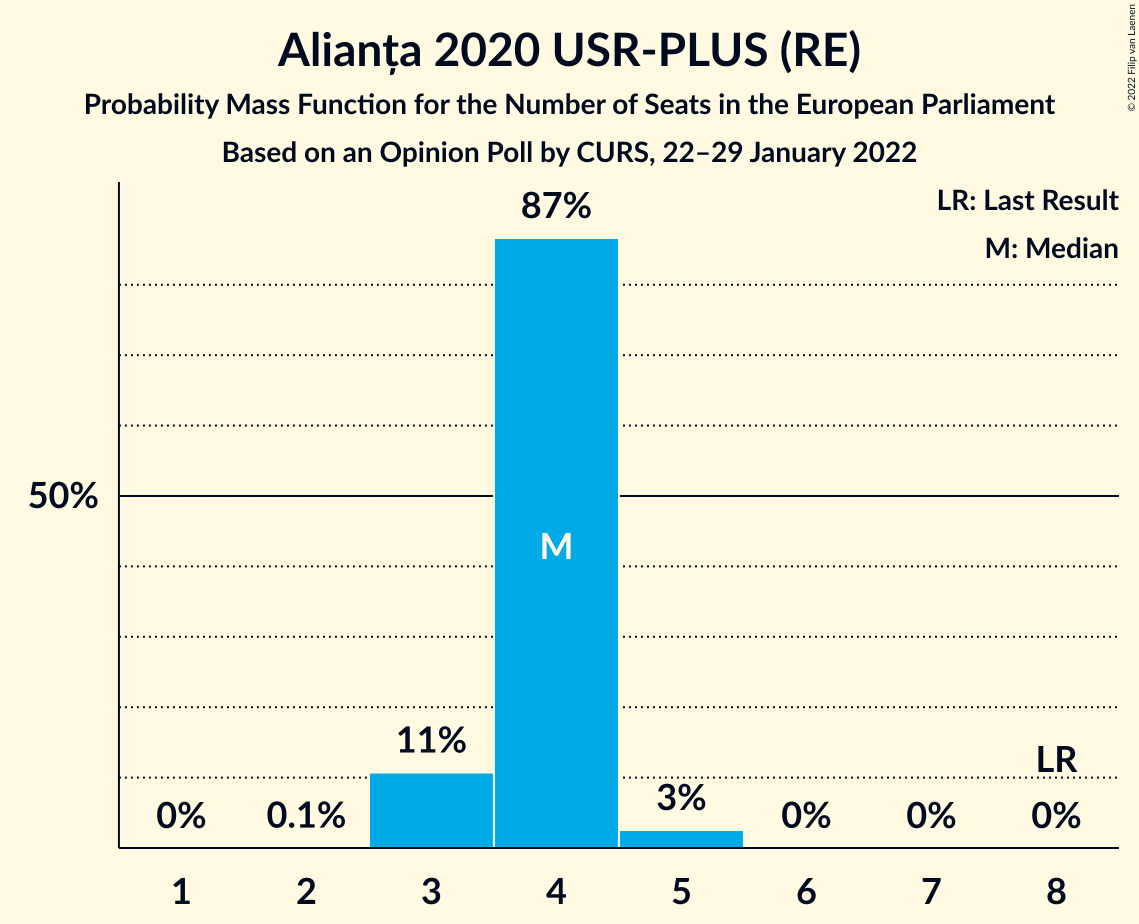 Alianța 2020 USR-PLUS (RE)
Probability Mass Function for the Number of Seats in the European Parliament
Based on an Opinion Poll by CURS, 22–29 January 2022
© 2022 Filip van Laenen
LR: Last Result
M: Median
87%
50%
M
11%
LR
0%
0.1%
3%
0%
0%
0%
1
2
3
4
5
6
7
8